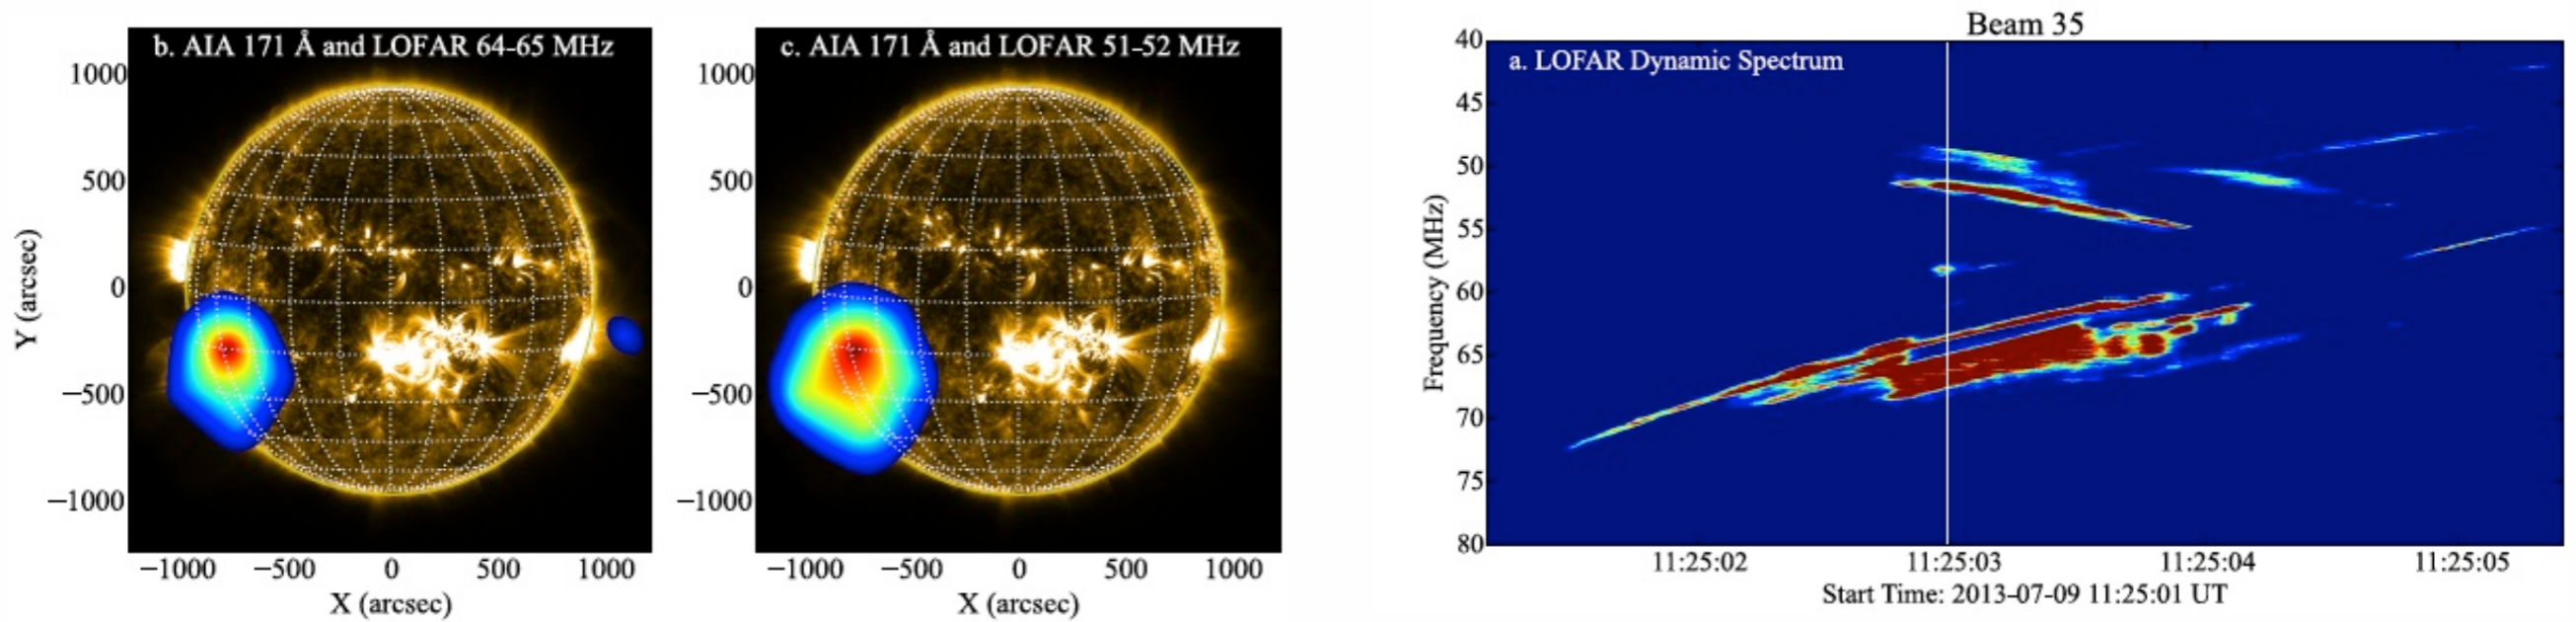 b. AIA 171 Å and LOFAR 64-65 MHz
1000
500
0
−500
−1000
Y (arcsec)
−1000 −500 0 500 1000
X (arcsec)
c. AIA 171 Å and LOFAR 51-52 MHz
1000
500
0
−500
−1000
−1000 −500 0 500 1000
X (arcsec)
Beam 35
a. LOFAR Dynamic Spectrum
40
45
50
55
60
65
70
75
80
Frequency (MHz)
11:25:02 11:25:03 11:25:04 11:25:05
Start Time: 2013-07-09 11:25:01 UT